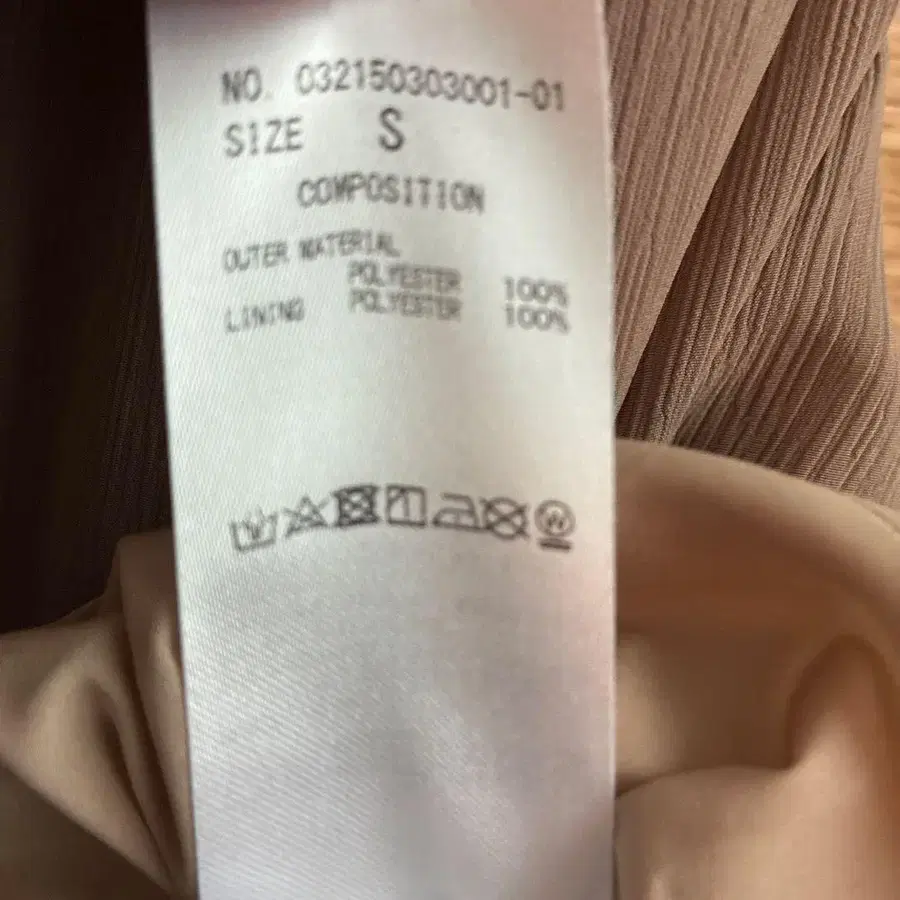 NO. 032150303001-01
SIZE S
COMPOSITION
OUTER MATERIAL
POLYESTER 100%
LINING POLYESTER 100%
W